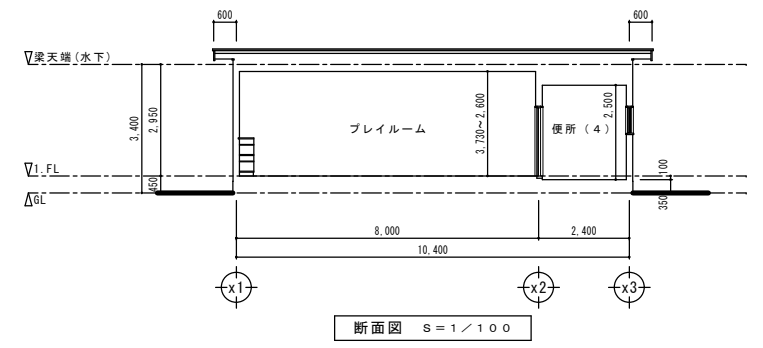 600
600
▽梁天端(水下)
3,400
2,950
450
プレイルーム
3,730~2,600
便所(4)
2,500
▽1.FL
△GL
100
350
8,000
2,400
10,400
x1
x2
x3
断面図 S=1/100